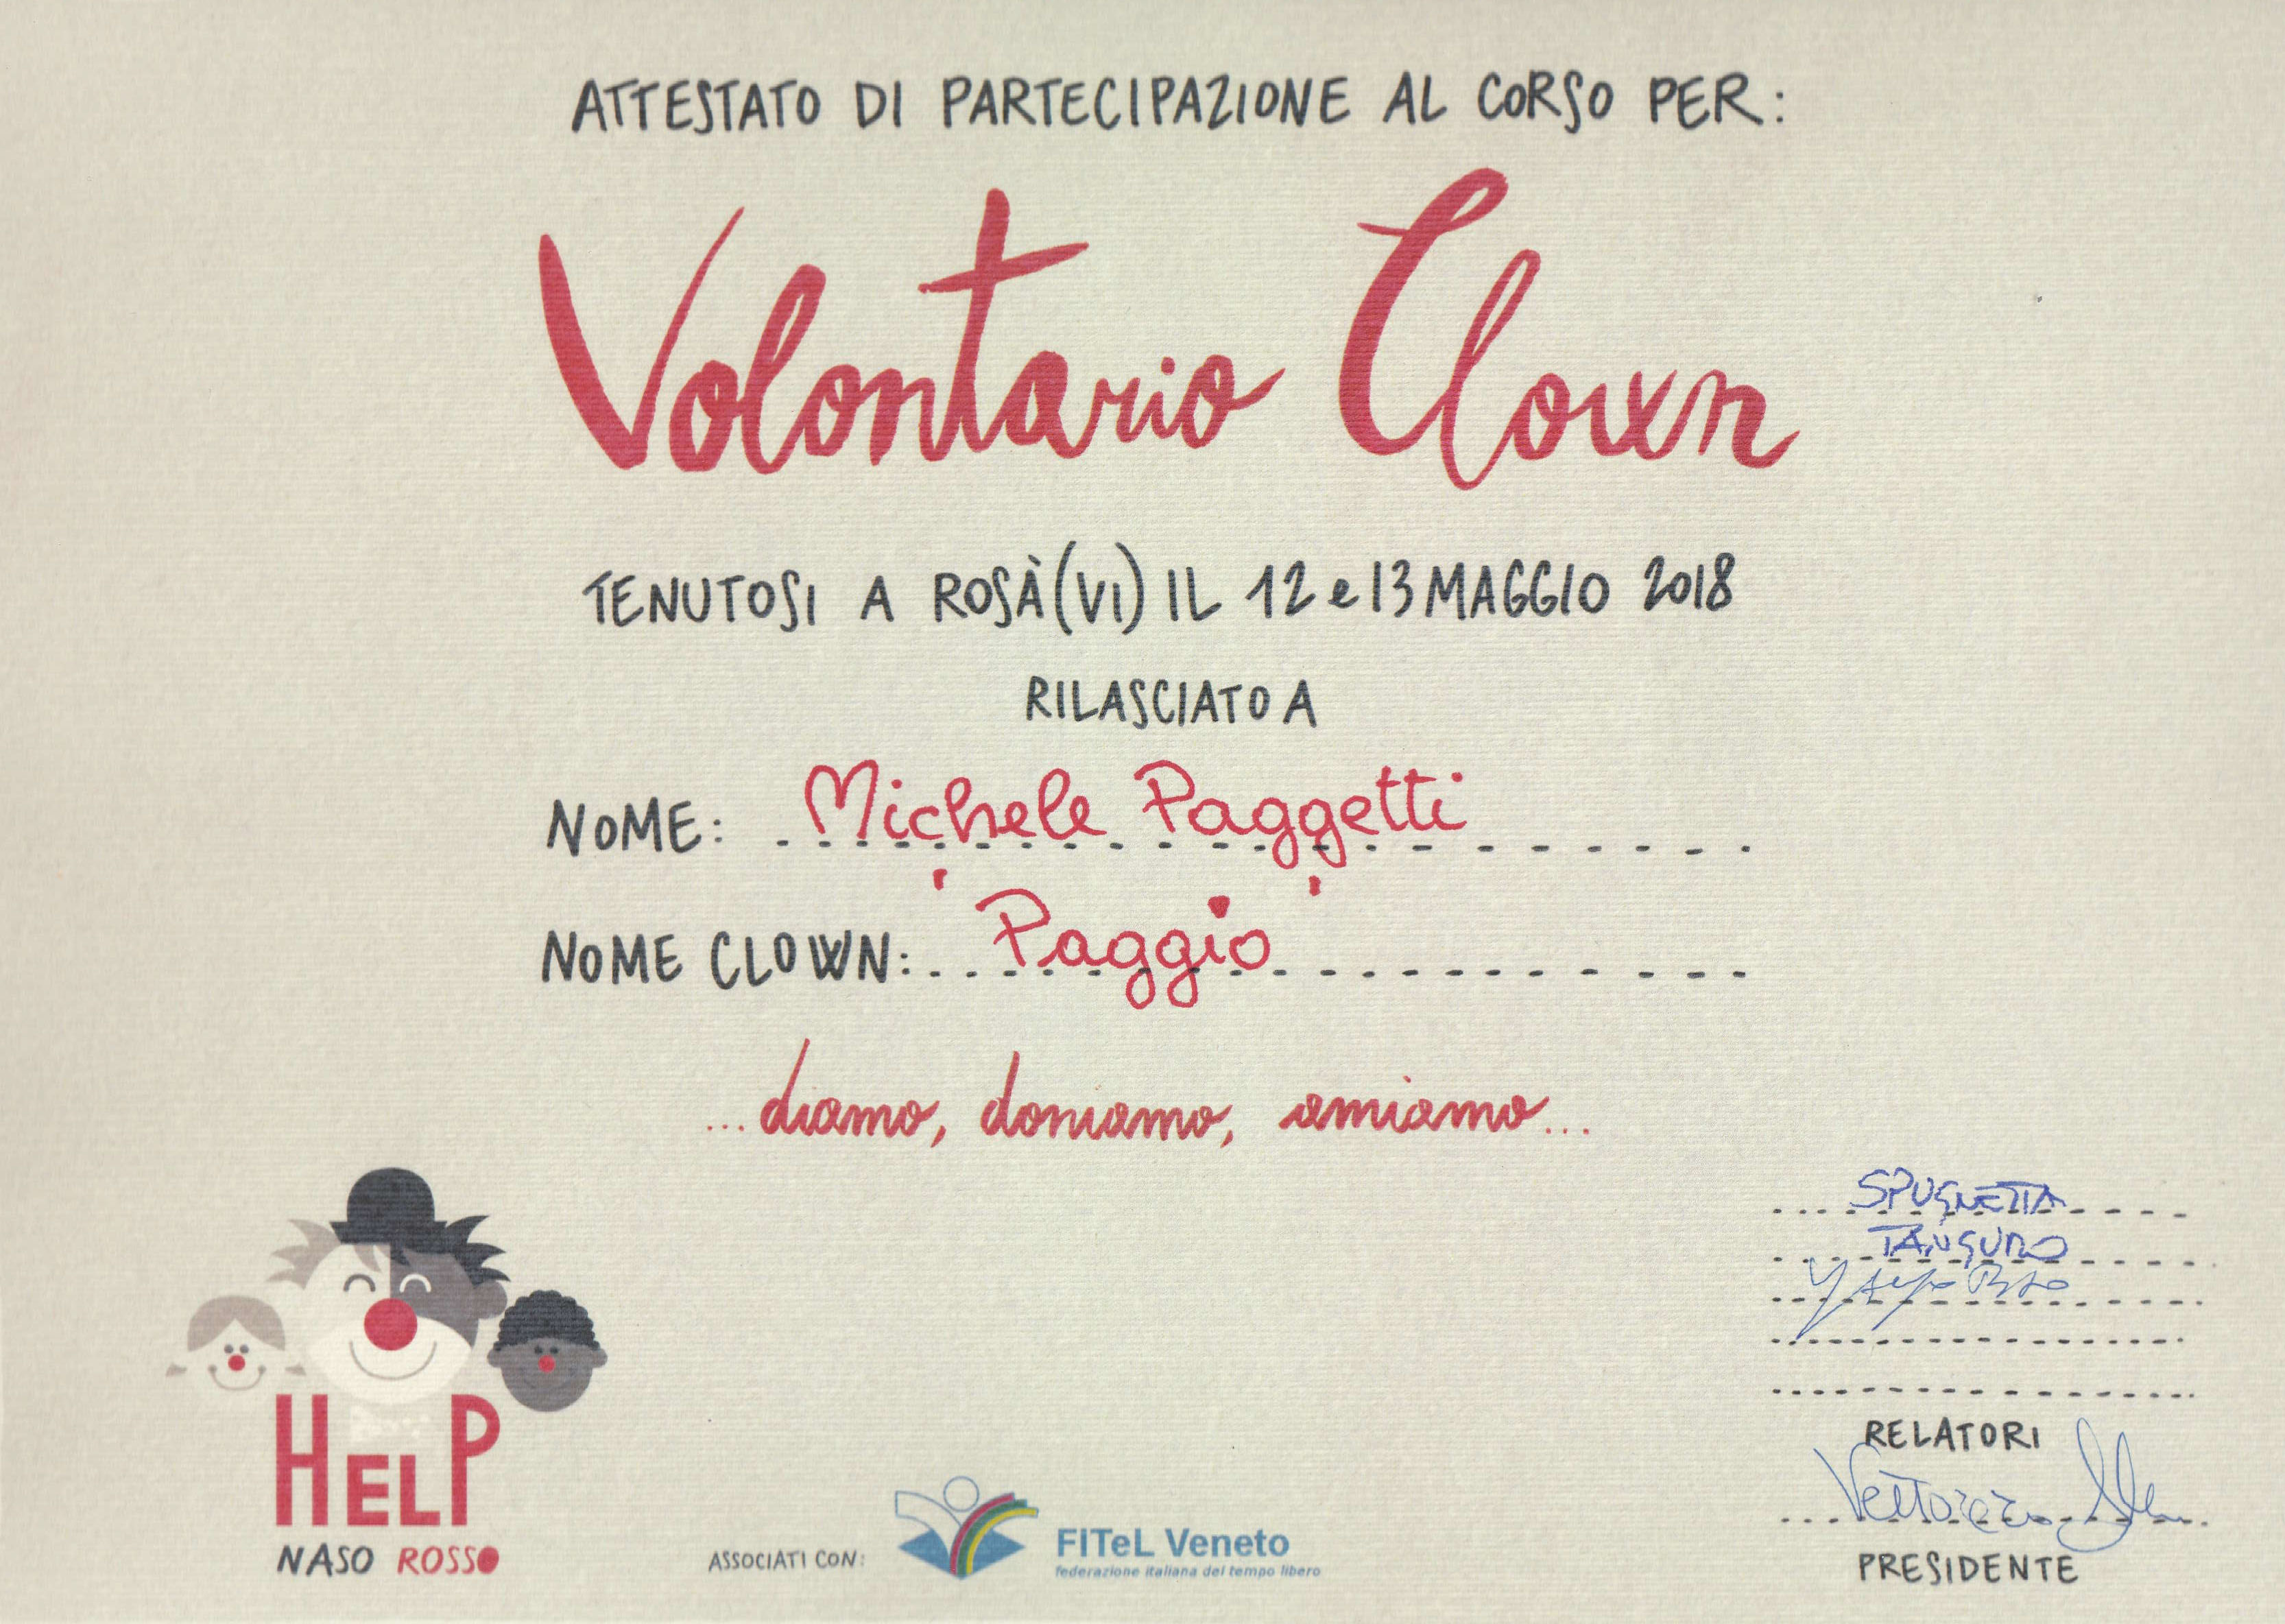 ATTESTATO DI PARTECIPAZIONE AL CORSO PER:
Volontario Clown
TENUTOSI A ROSÀ (VI) IL 12 e 13 MAGGIO 2018
RILASCIATO A
NOME: Michele Paggetti
NOME CLOWN: 'Paggio'
...diamo, doniamo, amiamo...
SPUGNETTA
TANGURO
RELATORI
PRESIDENTE
HELP
NASO ROSSO
ASSOCIATI CON:
FITeL Veneto
federazione italiana del tempo libero